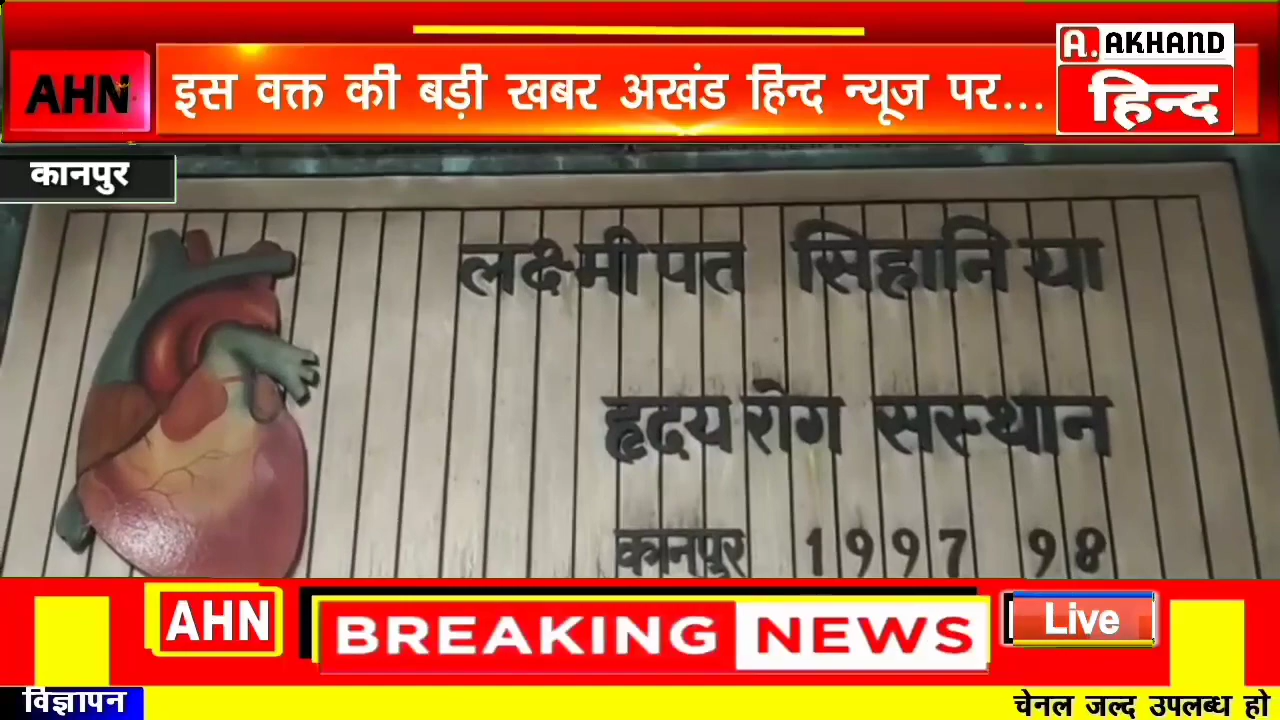 AHN
इस वक्त की बड़ी खबर अखंड हिन्द न्यूज पर...
A. AKHAND
हिन्द
कानपुर
लक्ष्मीपत सिहानिया
हृदय रोग सस्थान
कानपुर 1997 98
AHN
BREAKING NEWS
Live
विज्ञापन
चेनल जल्द उपलब्ध हो